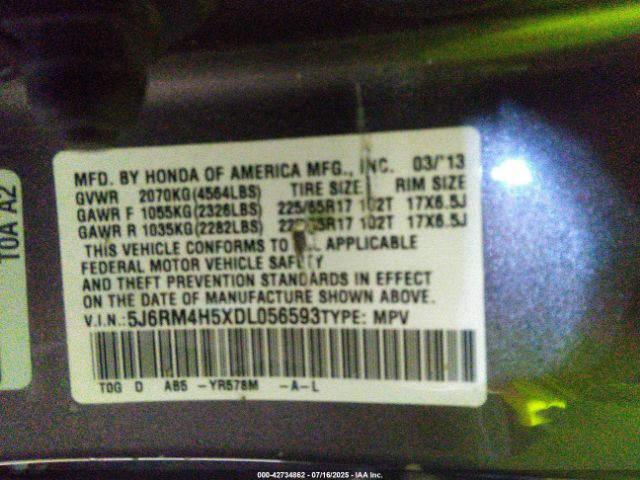 MFD. BY HONDA OF AMERICA MFG., INC. 03/'13
GVWR 2070KG(4564LBS) TIRE SIZE RIM SIZE
GAWR F 1055KG(2326LBS) 225/65R17 102T 17X6.5J
GAWR R 1035KG(2282LBS) 102T 17X6.5J
THIS VEHICLE CONFORMS TO APPLICABLE
FEDERAL MOTOR VEHICLE SAFETY
AND THEFT PREVENTION STANDARDS IN EFFECT
ON THE DATE OF MANUFACTURE SHOWN ABOVE.
V.I.N.:5J6RM4H5XDL056593TYPE: MPV
T0G D AB5 -YR578M -A-L
T0A A2
000-42734862 - 07/16/2025 - IAA Inc.